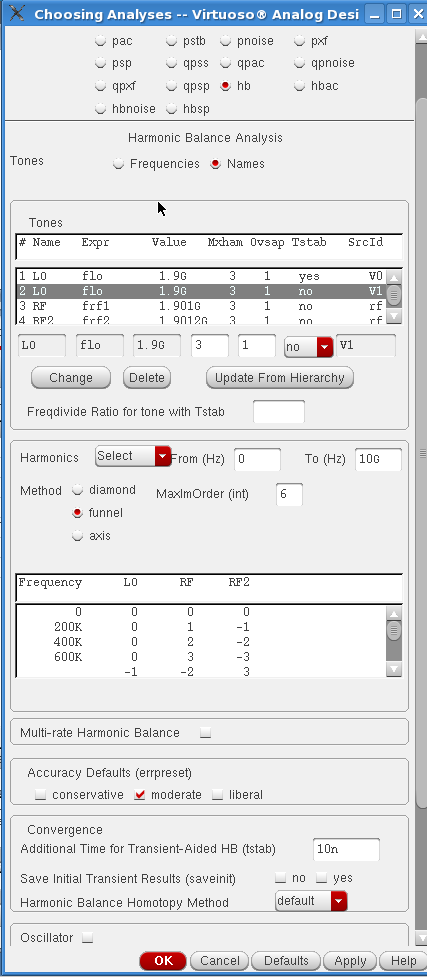 Choosing Analyses -- Virtuoso® Analog Desi
pac pstb pnoise pxf
psp qpss qpac qpnoise
qpxf qpsp hb hbac
hbnoise hbsp
Harmonic Balance Analysis
Tones Frequencies Names
Tones
# Name Expr Value Mxham Ovsap Tstab SrcId
1 LO flo 1.9G 3 1 yes V0
2 LO flo 1.9G 3 1 no V1
3 RF frf1 1.901G 3 1 no rf
4 RF2 frf2 1.9012G 3 1 no rf
LO flo 1.9G 3 1 no V1
Change Delete Update From Hierarchy
Freqdivide Ratio for tone with Tstab
Harmonics Select From (Hz) 0 To (Hz) 10G
Method diamond MaxImOrder (int) 6
funnel
axis
Frequency LO RF RF2
0 0 0 0
200K 0 1 -1
400K 0 2 -2
600K 0 3 -3
-1 -2 3
Multi-rate Harmonic Balance
Accuracy Defaults (errpreset)
conservative moderate liberal
Convergence
Additional Time for Transient-Aided HB (tstab) 10n
Save Initial Transient Results (saveinit) no yes
Harmonic Balance Homotopy Method default
Oscillator
OK Cancel Defaults Apply Help